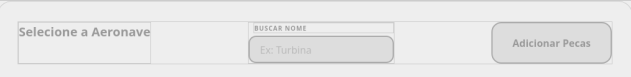 Selecione a Aeronave
BUSCAR NOME
Ex: Turbina
Adicionar Pecas